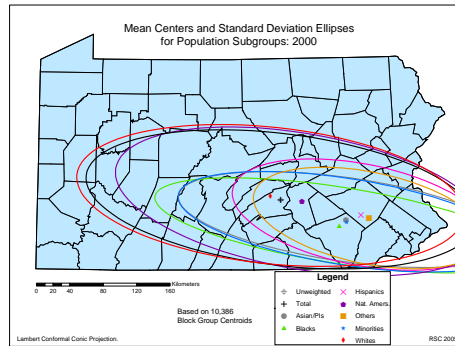 Mean Centers and Standard Deviation Ellipses
for Population Subgroups: 2000
Kilometers
0 20 40 80 120 160
Based on 10,386
Block Group Centroids
Legend
Unweighted
Total
Asian/PIs
Blacks
Hispanics
Nat. Amers.
Others
Minorities
Whites
Lambert Conformal Conic Projection.
RSC 2005